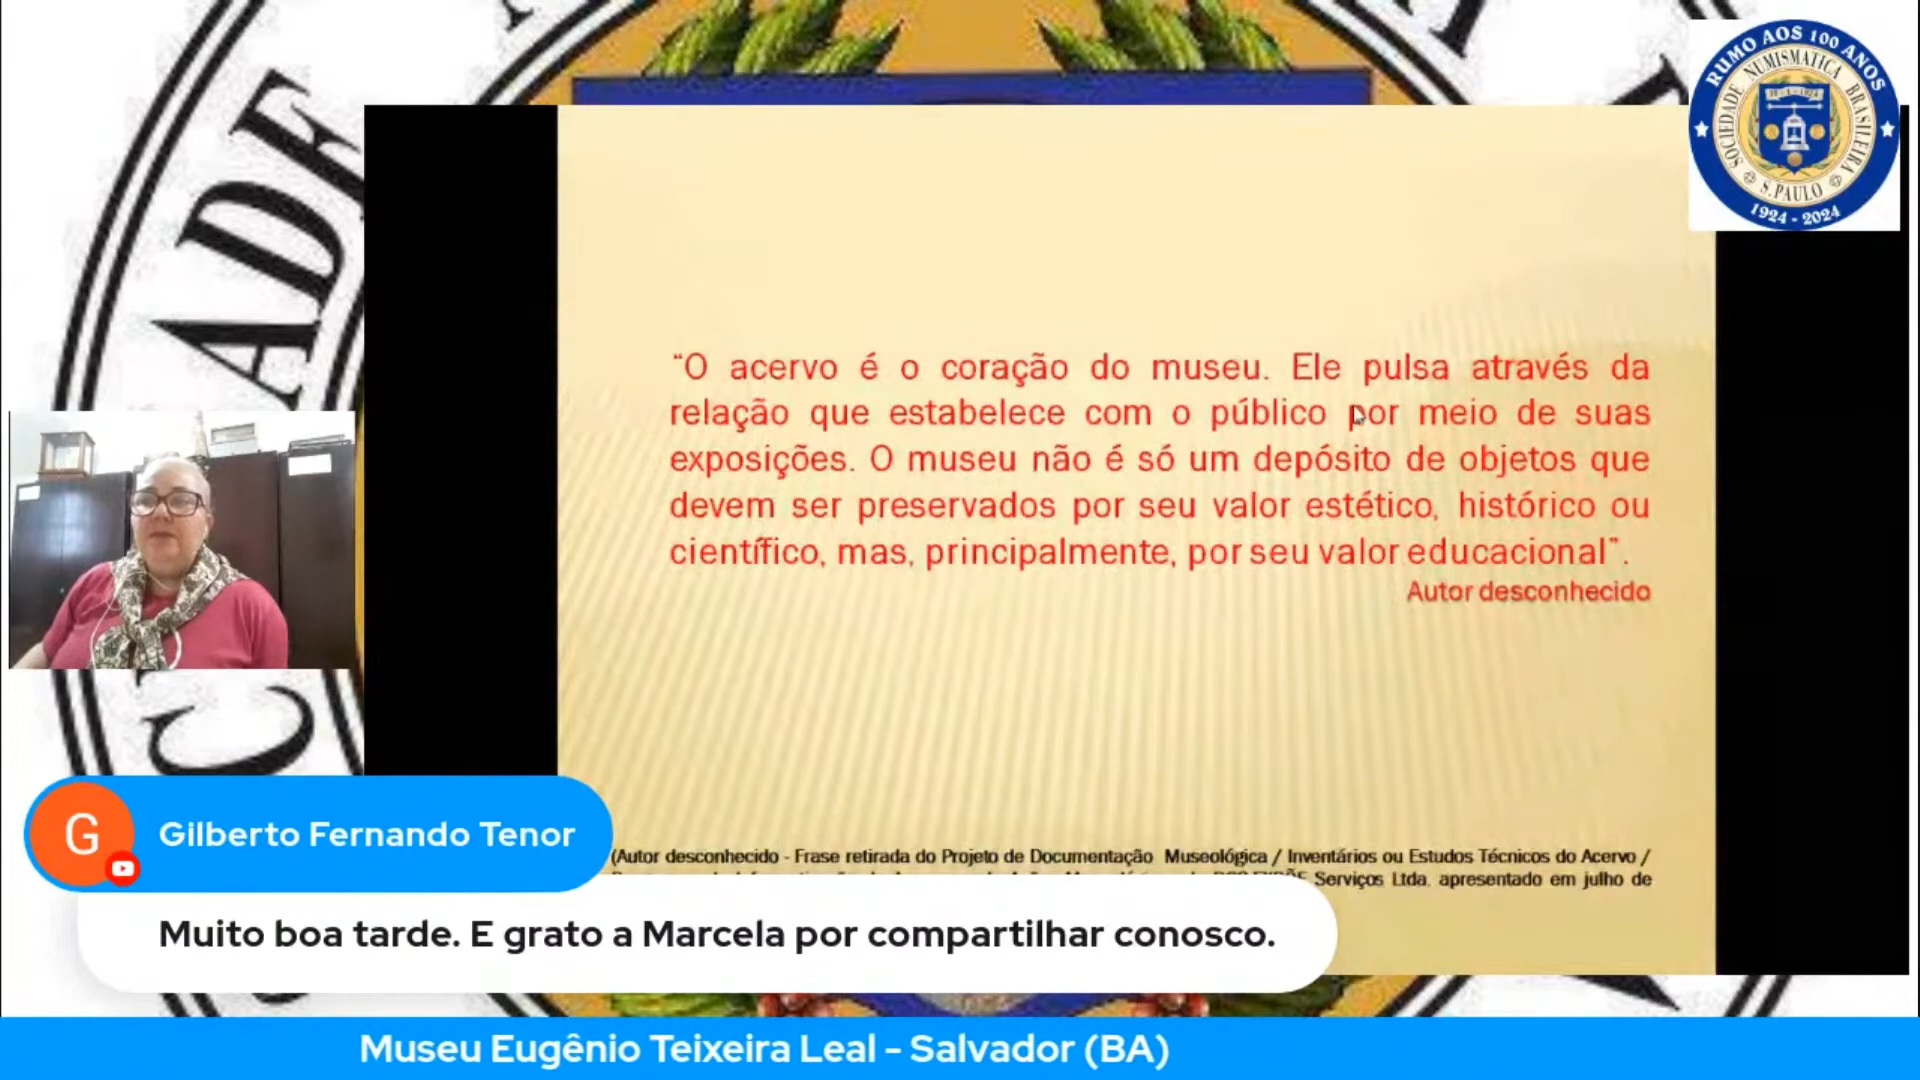 RUMO AOS 100 ANOS
SOCIEDADE NUMISMATICA BRASILEIRA
S. PAULO
1924 - 2024
“O acervo é o coração do museu. Ele pulsa através da
relação que estabelece com o público por meio de suas
exposições. O museu não é só um depósito de objetos que
devem ser preservados por seu valor estético, histórico ou
científico, mas, principalmente, por seu valor educacional”.
Autor desconhecido
(Autor desconhecido - Frase retirada do Projeto de Documentação Museológica / Inventários ou Estudos Técnicos do Acervo /
Serviços Ltda. apresentado em julho de
G
Gilberto Fernando Tenor
Muito boa tarde. E grato a Marcela por compartilhar conosco.
Museu Eugênio Teixeira Leal - Salvador (BA)